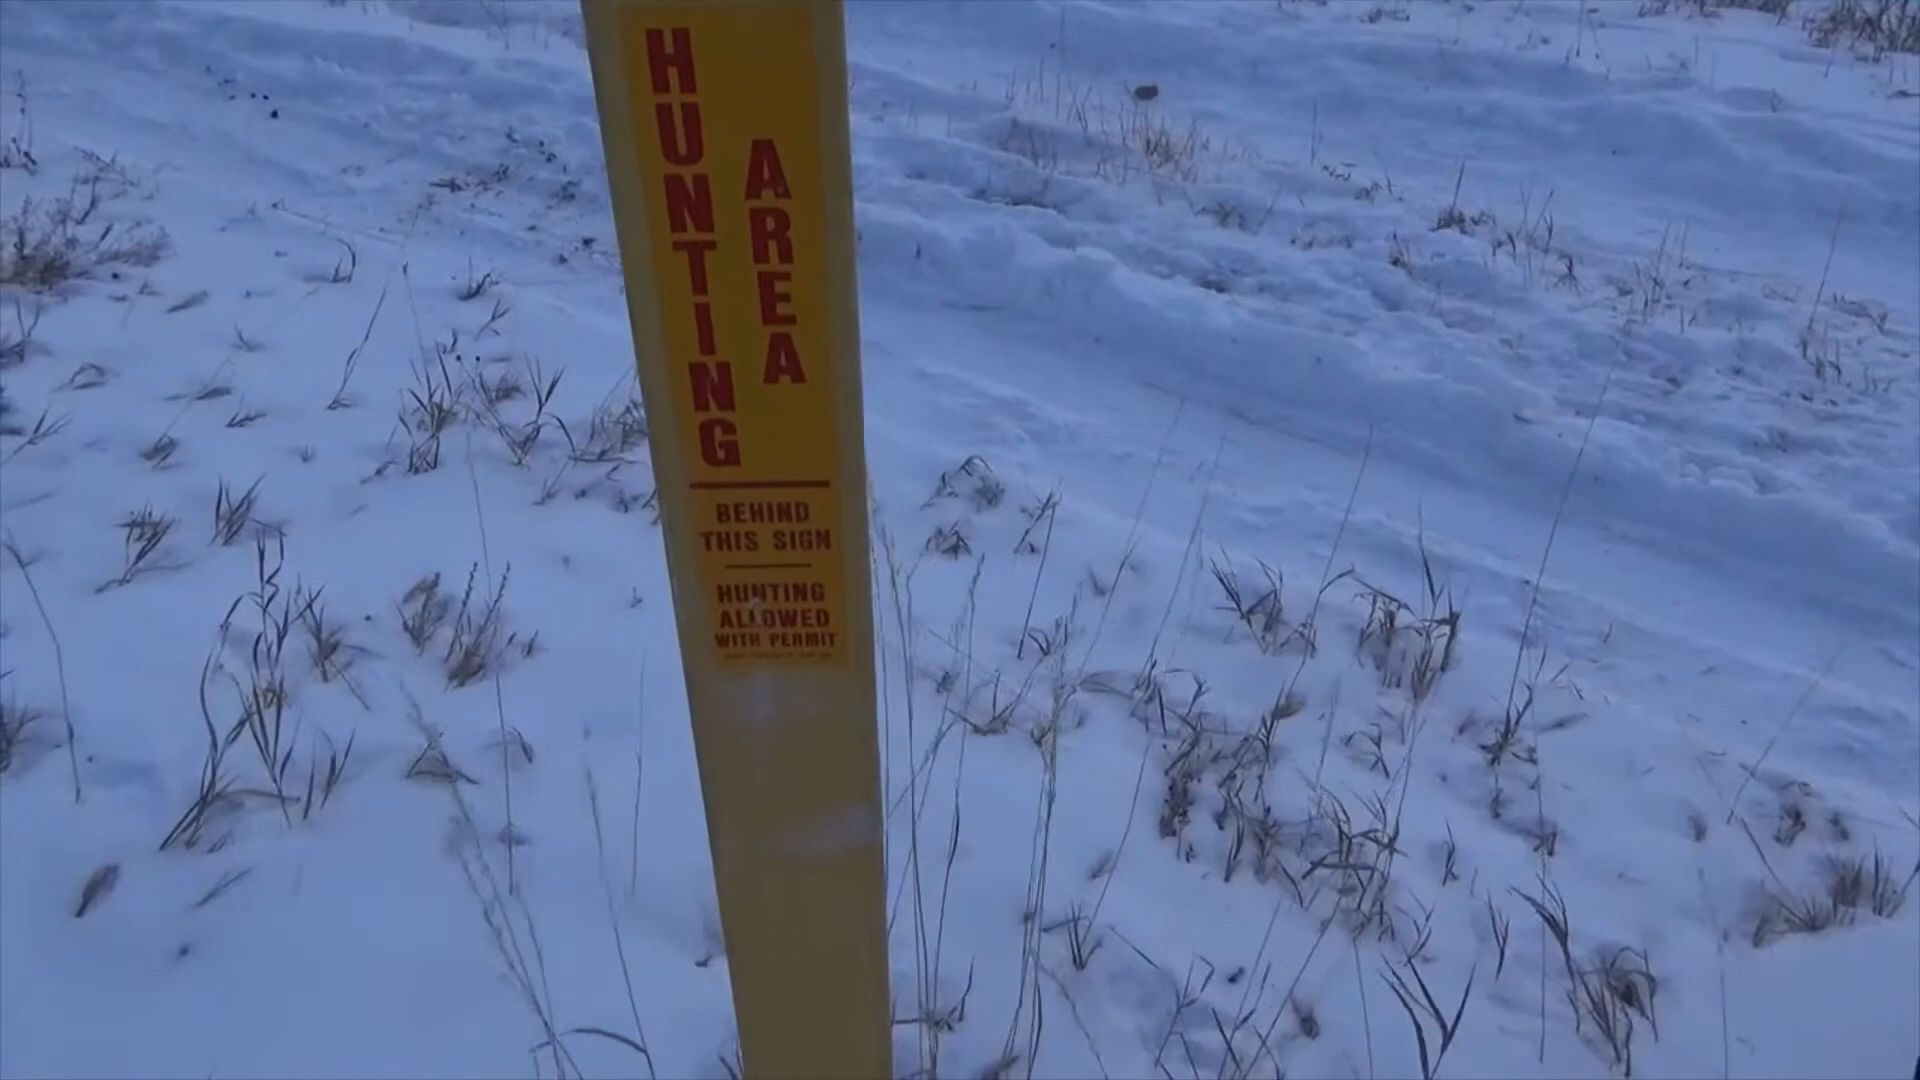 HUNTING
AREA
BEHIND
THIS SIGN
HUNTING
ALLOWED
WITH PERMIT